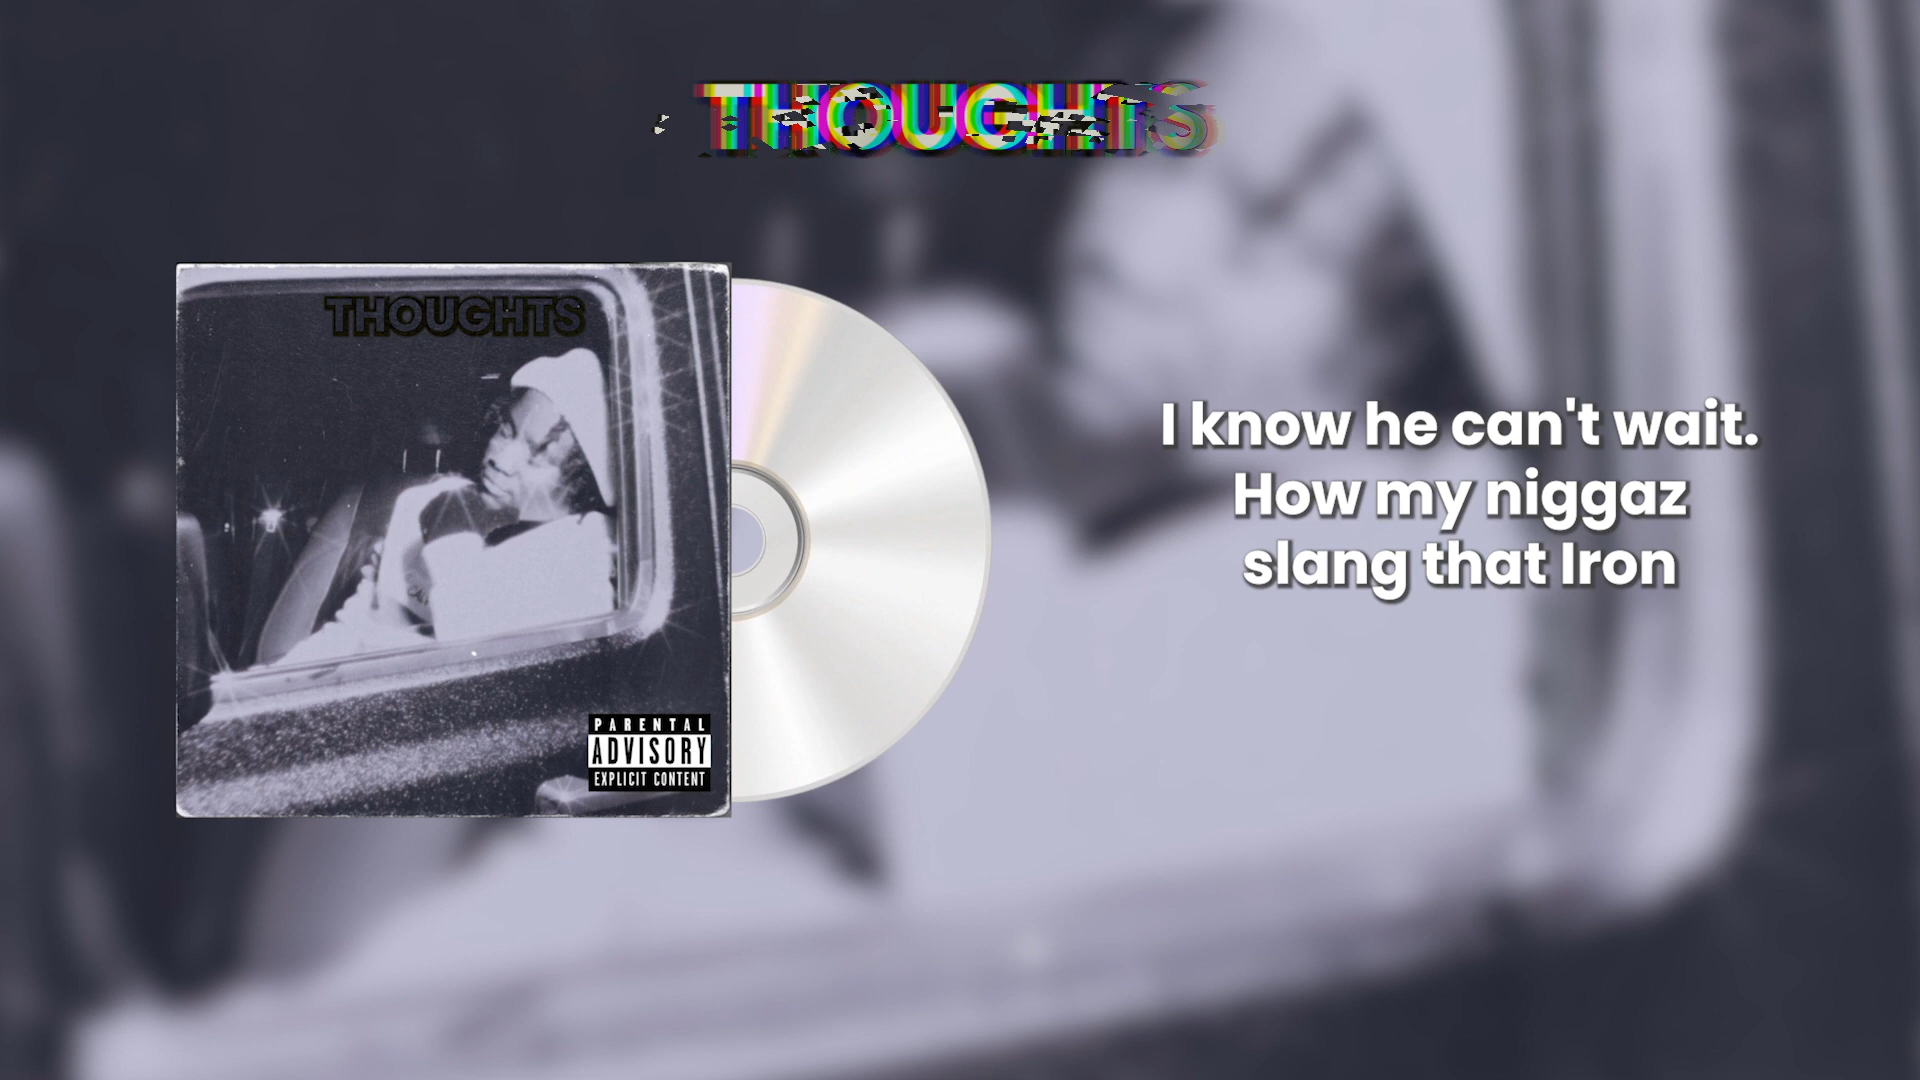 THOUGHTS
THOUGHTS
PARENTAL
ADVISORY
EXPLICIT CONTENT
I know he can't wait.
How my niggaz
slang that Iron